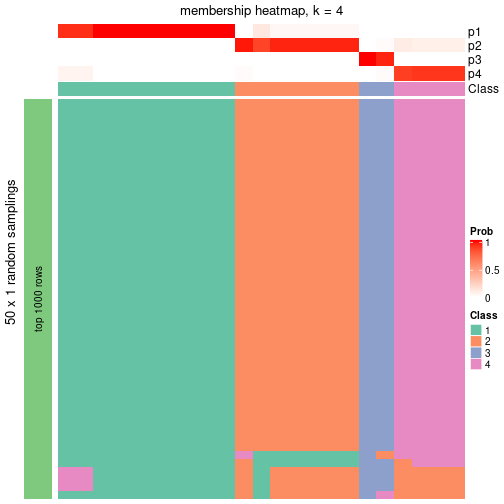 membership heatmap, k = 4
p1
p2
p3
p4
Class
50 x 1 random samplings
top 1000 rows
Prob
1
0.5
0
Class
1
2
3
4